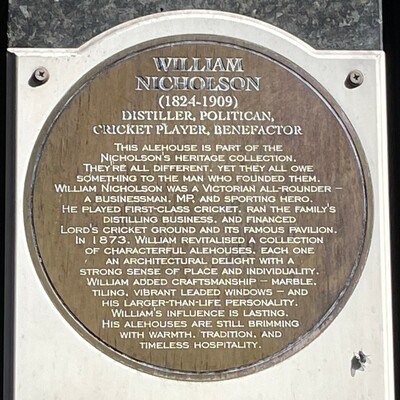 WILLIAM
NICHOLSON
(1824-1909)
DISTILLER, POLITICAN,
CRICKET PLAYER, BENEFACTOR
THIS ALEHOUSE IS PART OF THE
NICHOLSON'S HERITAGE COLLECTION.
THEY'RE ALL DIFFERENT, YET THEY ALL OWE
SOMETHING TO THE MAN WHO FOUNDED THEM.
WILLIAM NICHOLSON WAS A VICTORIAN ALL-ROUNDER –
A BUSINESSMAN, MP, AND SPORTING HERO.
HE PLAYED FIRST-CLASS CRICKET, RAN THE FAMILY'S
DISTILLING BUSINESS, AND FINANCED
LORD'S CRICKET GROUND AND ITS FAMOUS PAVILION.
IN 1873, WILLIAM REVITALISED A COLLECTION
OF CHARACTERFUL ALEHOUSES, EACH ONE
AN ARCHITECTURAL DELIGHT WITH A
STRONG SENSE OF PLACE AND INDIVIDUALITY.
WILLIAM ADDED CRAFTSMANSHIP – MARBLE,
TILING, VIBRANT LEADED WINDOWS – AND
HIS LARGER-THAN-LIFE PERSONALITY.
WILLIAM'S INFLUENCE IS LASTING.
HIS ALEHOUSES ARE STILL BRIMMING
WITH WARMTH, TRADITION, AND
TIMELESS HOSPITALITY.